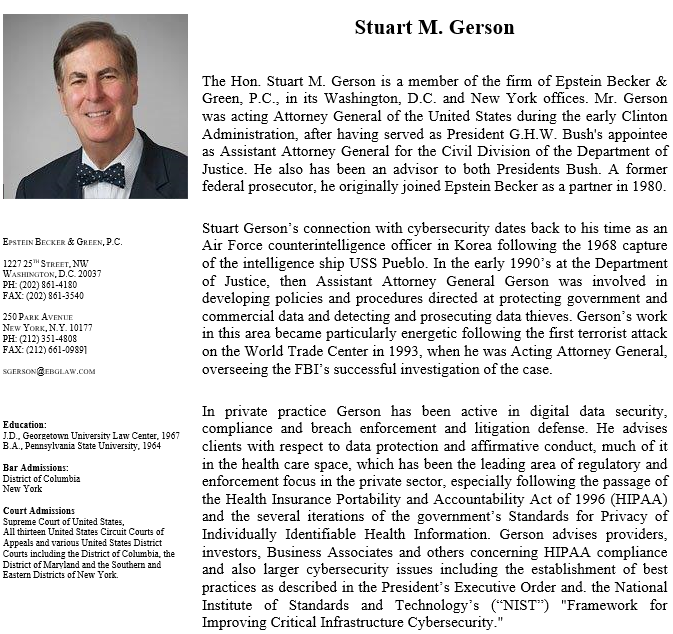 Stuart M. Gerson
The Hon. Stuart M. Gerson is a member of the firm of Epstein Becker &
Green, P.C., in its Washington, D.C. and New York offices. Mr. Gerson
was acting Attorney General of the United States during the early Clinton
Administration, after having served as President G.H.W. Bush's appointee
as Assistant Attorney General for the Civil Division of the Department of
Justice. He also has been an advisor to both Presidents Bush. A former
federal prosecutor, he originally joined Epstein Becker as a partner in 1980.
Stuart Gerson’s connection with cybersecurity dates back to his time as an
Air Force counterintelligence officer in Korea following the 1968 capture
of the intelligence ship USS Pueblo. In the early 1990’s at the Department
of Justice, then Assistant Attorney General Gerson was involved in
developing policies and procedures directed at protecting government and
commercial data and detecting and prosecuting data thieves. Gerson’s work
in this area became particularly energetic following the first terrorist attack
on the World Trade Center in 1993, when he was Acting Attorney General,
overseeing the FBI’s successful investigation of the case.
In private practice Gerson has been active in digital data security,
compliance and breach enforcement and litigation defense. He advises
clients with respect to data protection and affirmative conduct, much of it
in the health care space, which has been the leading area of regulatory and
enforcement focus in the private sector, especially following the passage of
the Health Insurance Portability and Accountability Act of 1996 (HIPAA)
and the several iterations of the government’s Standards for Privacy of
Individually Identifiable Health Information. Gerson advises providers,
investors, Business Associates and others concerning HIPAA compliance
and also larger cybersecurity issues including the establishment of best
practices as described in the President’s Executive Order and. the National
Institute of Standards and Technology’s (“NIST”) "Framework for
Improving Critical Infrastructure Cybersecurity."
EPSTEIN BECKER & GREEN, P.C.
1227 25TH STREET, NW
WASHINGTON, D.C. 20037
PH: (202) 861-4180
FAX: (202) 861-3540
250 PARK AVENUE
NEW YORK, N.Y. 10177
PH: (212) 351-4808
FAX: (212) 661-09891
SGERSON@EBGLAW.COM
Education:
J.D., Georgetown University Law Center, 1967
B.A., Pennsylvania State University, 1964
Bar Admissions:
District of Columbia
New York
Court Admissions
Supreme Court of United States,
All thirteen United States Circuit Courts of
Appeals and various United States District
Courts including the District of Columbia, the
District of Maryland and the Southern and
Eastern Districts of New York.